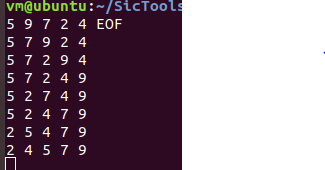 vm@ubuntu:~/SicTools
5 9 7 2 4 EOF
5 7 9 2 4
5 7 2 9 4
5 7 2 4 9
5 2 7 4 9
5 2 4 7 9
2 5 4 7 9
2 4 5 7 9